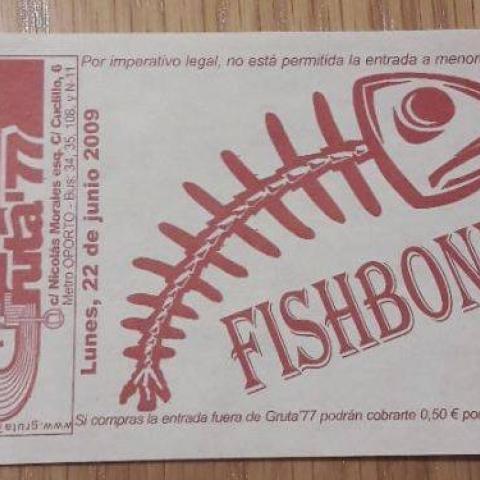 Por imperativo legal, no está permitida la entrada a menor
Gruta'77
c/ Nicolás Morales esq. C/ Cudillo, 6
Metro OPORTO - Bus: 34, 35, 108, y N-11
Lunes, 22 de junio 2009
FISHBON
www.gruta
Si compras la entrada fuera de Gruta'77 podrán cobrarte 0,50 € por